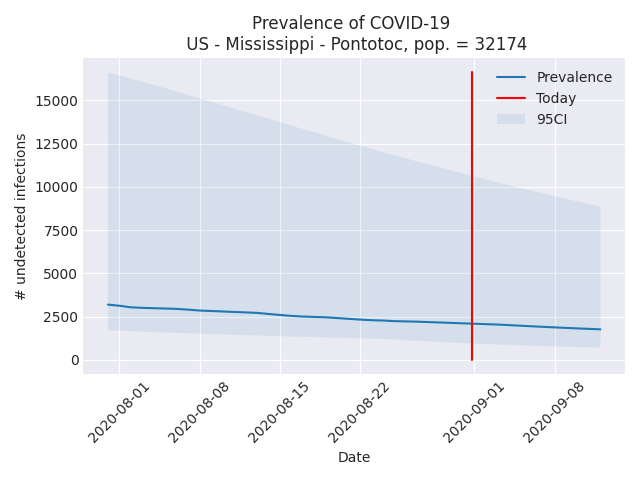 Prevalence of COVID-19
US - Mississippi - Pontotoc, pop. = 32174
Prevalence
Today
95CI
# undetected infections
15000
12500
10000
7500
5000
2500
0
2020-08-01
2020-08-08
2020-08-15
2020-08-22
2020-09-01
2020-09-08
Date